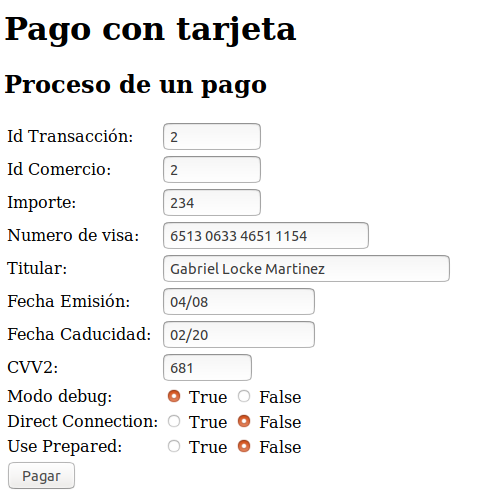 Pago con tarjeta
Proceso de un pago
Id Transacción: 2
Id Comercio: 2
Importe: 234
Numero de visa: 6513 0633 4651 1154
Titular: Gabriel Locke Martinez
Fecha Emisión: 04/08
Fecha Caducidad: 02/20
CVV2: 681
Modo debug: True False
Direct Connection: True False
Use Prepared: True False
Pagar